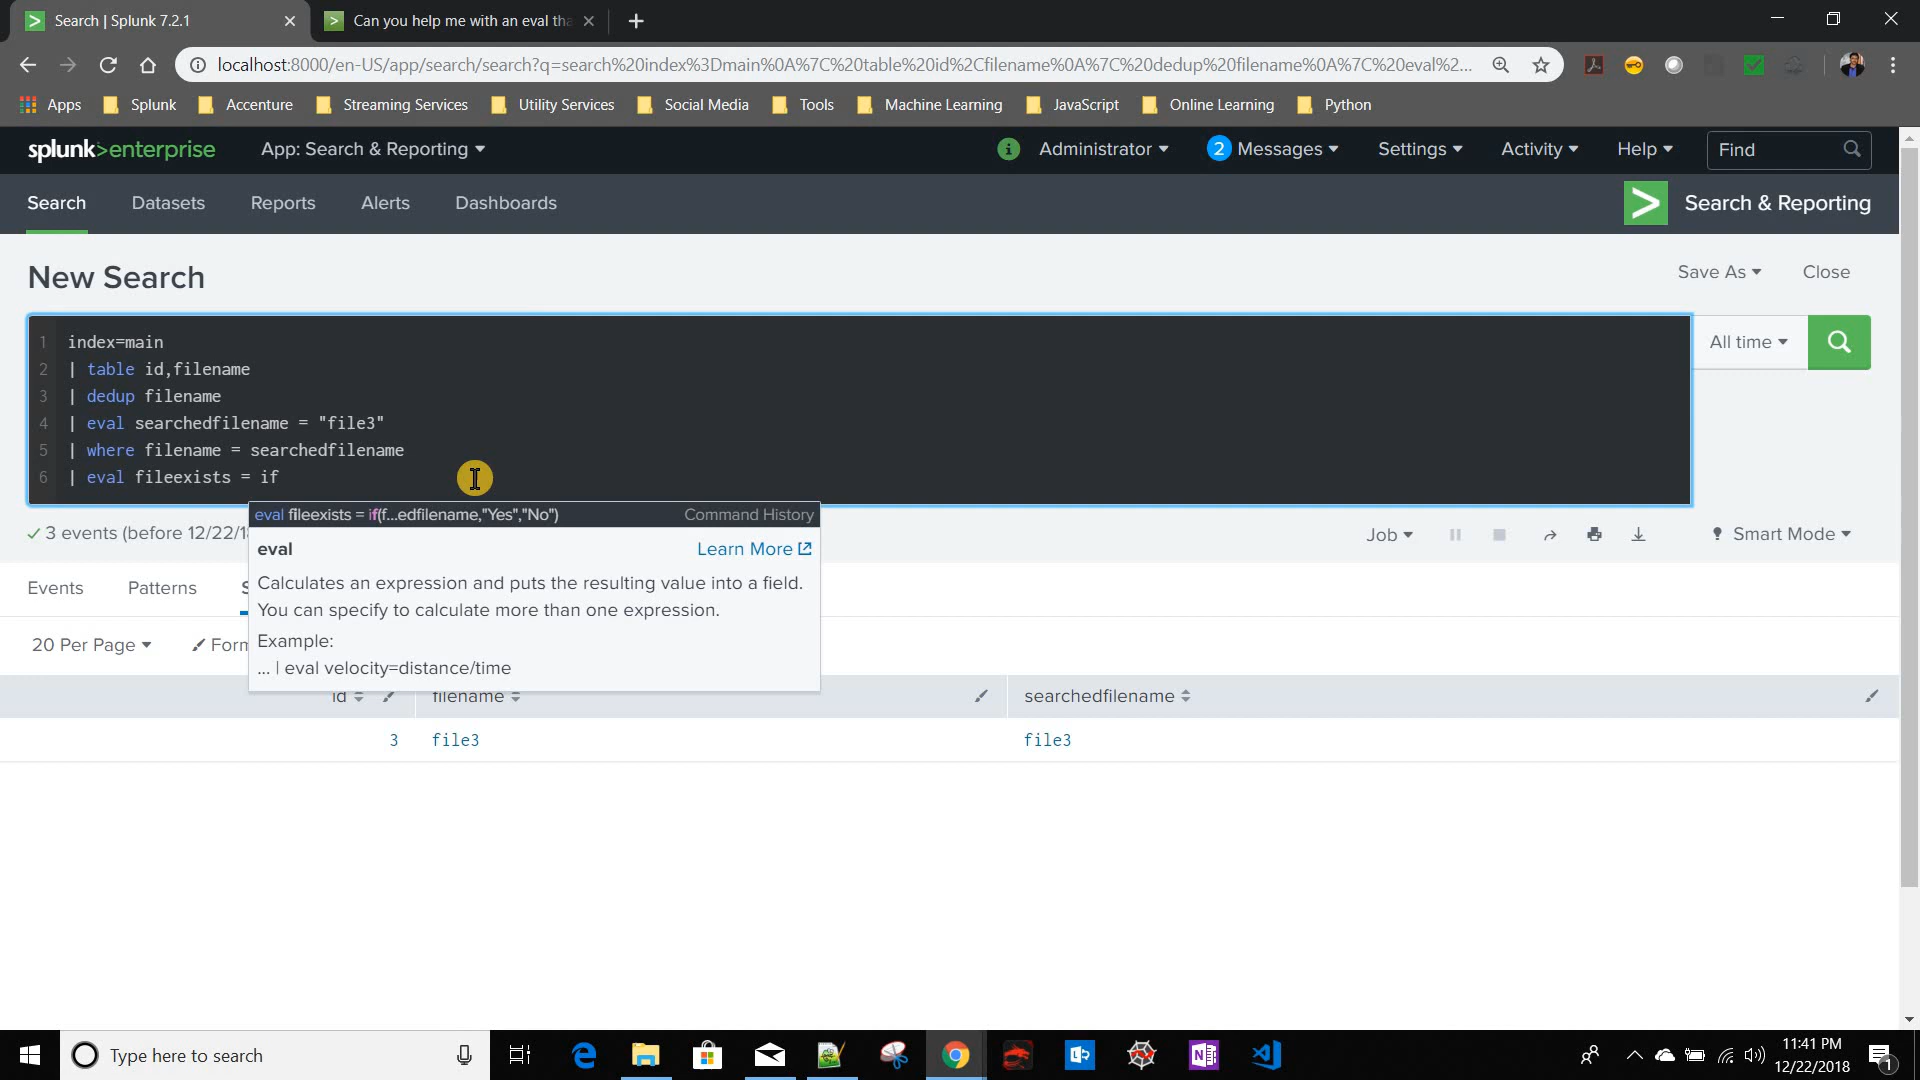 Search | Splunk 7.2.1
Can you help me with an eval tha
localhost:8000/en-US/app/search/search?q=search%20index%3Dmain%0A%7C%20table%20id%2Cfilename%0A%7C%20dedup%20filename%0A%7C%20eval%2...
Apps Splunk Accenture Streaming Services Utility Services Social Media Tools Machine Learning JavaScript Online Learning Python
splunk>enterprise App: Search & Reporting Administrator 2 Messages Settings Activity Help Find
Search Datasets Reports Alerts Dashboards Search & Reporting
New Search Save As Close
1 index=main All time
2 | table id,filename
3 | dedup filename
4 | eval searchedfilename = "file3"
5 | where filename = searchedfilename
6 | eval fileexists = if
eval fileexists = if(f...edfilename,"Yes","No") Command History
3 events (before 12/22/1 Job Smart Mode
eval Learn More
Calculates an expression and puts the resulting value into a field.
You can specify to calculate more than one expression.
Example:
... | eval velocity=distance/time
Events Patterns S
20 Per Page Form
id filename searchedfilename
3 file3 file3
Type here to search
11:41 PM
12/22/2018
1